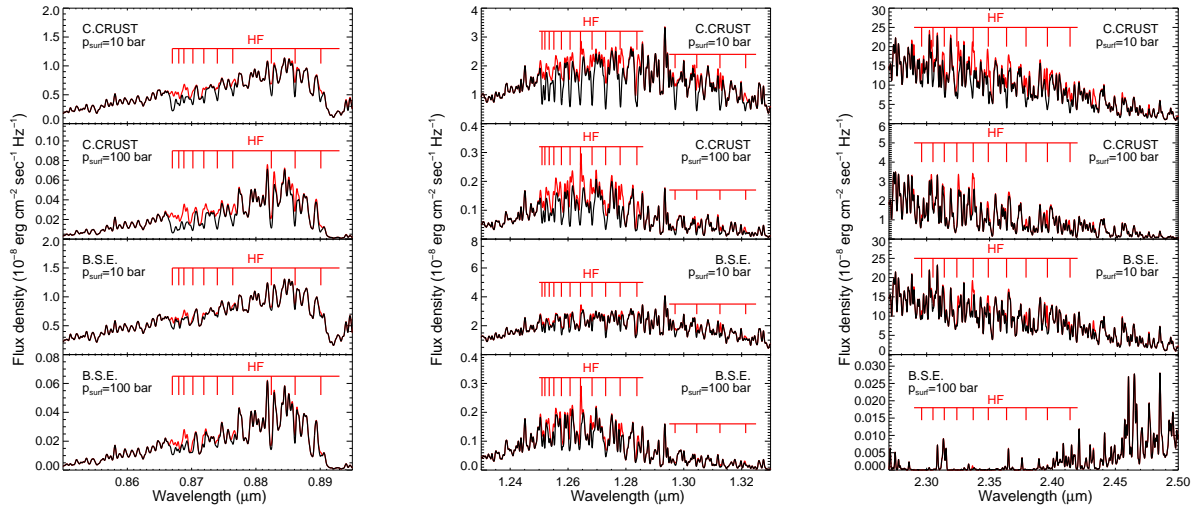 2.0
1.5
1.0
0.5
0.0
C.CRUST
p_surf=10 bar
HF
0.10
0.08
0.06
0.04
0.02
C.CRUST
p_surf=100 bar
HF
2.0
1.5
1.0
0.5
B.S.E.
p_surf=10 bar
HF
0.08
0.06
0.04
0.02
0.00
B.S.E.
p_surf=100 bar
HF
0.86 0.87 0.88 0.89
Wavelength (μm)
Flux density (10⁻⁸ erg cm⁻² sec⁻¹ Hz⁻¹)
4
3
2
1
C.CRUST
p_surf=10 bar
HF
0.4
0.3
0.2
0.1
C.CRUST
p_surf=100 bar
HF
8
6
4
2
B.S.E.
p_surf=10 bar
HF
0.4
0.3
0.2
0.1
0.0
B.S.E.
p_surf=100 bar
HF
1.24 1.26 1.28 1.30 1.32
Wavelength (μm)
Flux density (10⁻⁸ erg cm⁻² sec⁻¹ Hz⁻¹)
30
25
20
15
10
5
C.CRUST
p_surf=10 bar
HF
6
5
4
3
2
1
C.CRUST
p_surf=100 bar
HF
30
25
20
15
10
5
0
B.S.E.
p_surf=10 bar
HF
0.030
0.025
0.020
0.015
0.010
0.005
0.000
B.S.E.
p_surf=100 bar
HF
2.30 2.35 2.40 2.45 2.50
Wavelength (μm)
Flux density (10⁻⁸ erg cm⁻² sec⁻¹ Hz⁻¹)